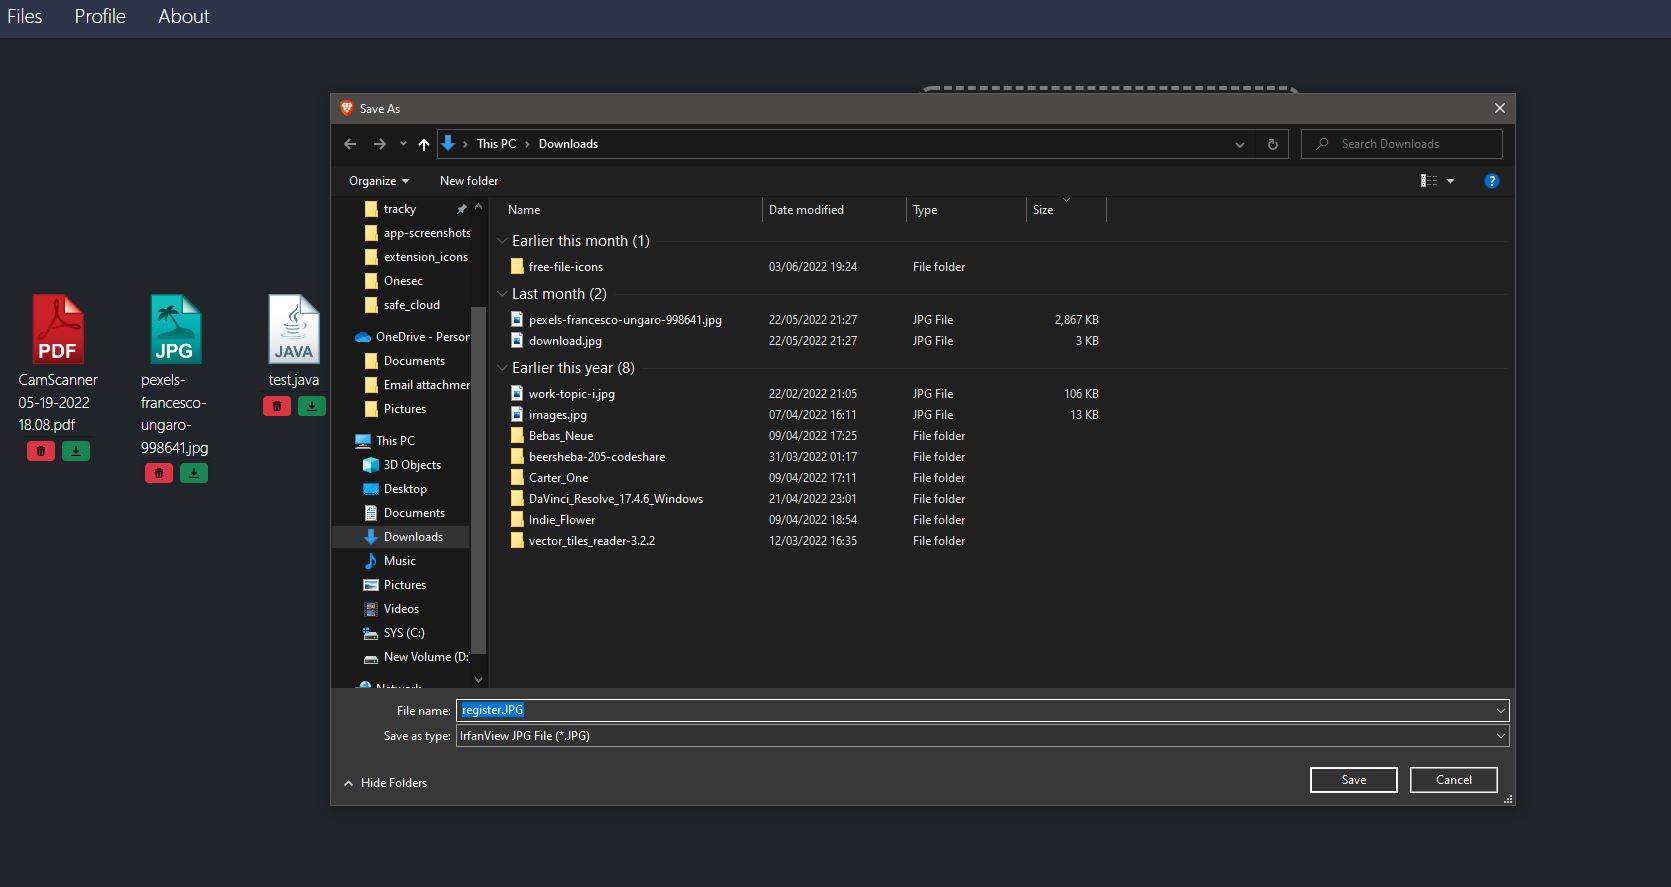 Files Profile About
PDF
CamScanner
05-19-2022
18.08.pdf
JPG
pexels-
francesco-
ungaro-
998641.jpg
JAVA
test.java
Save As
This PC Downloads
Search Downloads
Organize New folder
tracky
app-screenshots
extension_icons
Onesec
safe_cloud
OneDrive - Person
Documents
Email attachmen
Pictures
This PC
3D Objects
Desktop
Documents
Downloads
Music
Pictures
Videos
SYS (C:)
New Volume (D:
Network
Name Date modified Type Size
Earlier this month (1)
free-file-icons 03/06/2022 19:24 File folder
Last month (2)
pexels-francesco-ungaro-998641.jpg 22/05/2022 21:27 JPG File 2,867 KB
download.jpg 22/05/2022 21:27 JPG File 3 KB
Earlier this year (8)
work-topic-i.jpg 22/02/2022 21:05 JPG File 106 KB
images.jpg 07/04/2022 16:11 JPG File 13 KB
Bebas_Neue 09/04/2022 17:25 File folder
beersheba-205-codeshare 31/03/2022 01:17 File folder
Carter_One 09/04/2022 17:11 File folder
DaVinci_Resolve_17.4.6_Windows 21/04/2022 23:01 File folder
Indie_Flower 09/04/2022 18:54 File folder
vector_tiles_reader-3.2.2 12/03/2022 16:35 File folder
File name: register.JPG
Save as type: IrfanView JPG File (*.JPG)
Hide Folders
Save Cancel